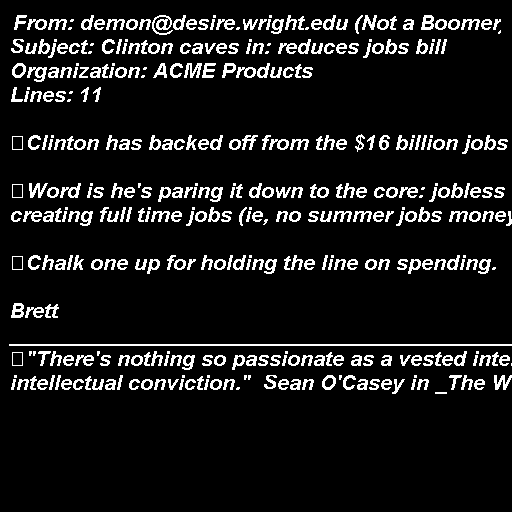 From: demon@desire.wright.edu (Not a Boomer,
Subject: Clinton caves in: reduces jobs bill
Organization: ACME Products
Lines: 11
Clinton has backed off from the $16 billion jobs
Word is he's paring it down to the core: jobless
creating full time jobs (ie, no summer jobs money
Chalk one up for holding the line on spending.
Brett
"There's nothing so passionate as a vested inte
intellectual conviction." Sean O'Casey in _The W